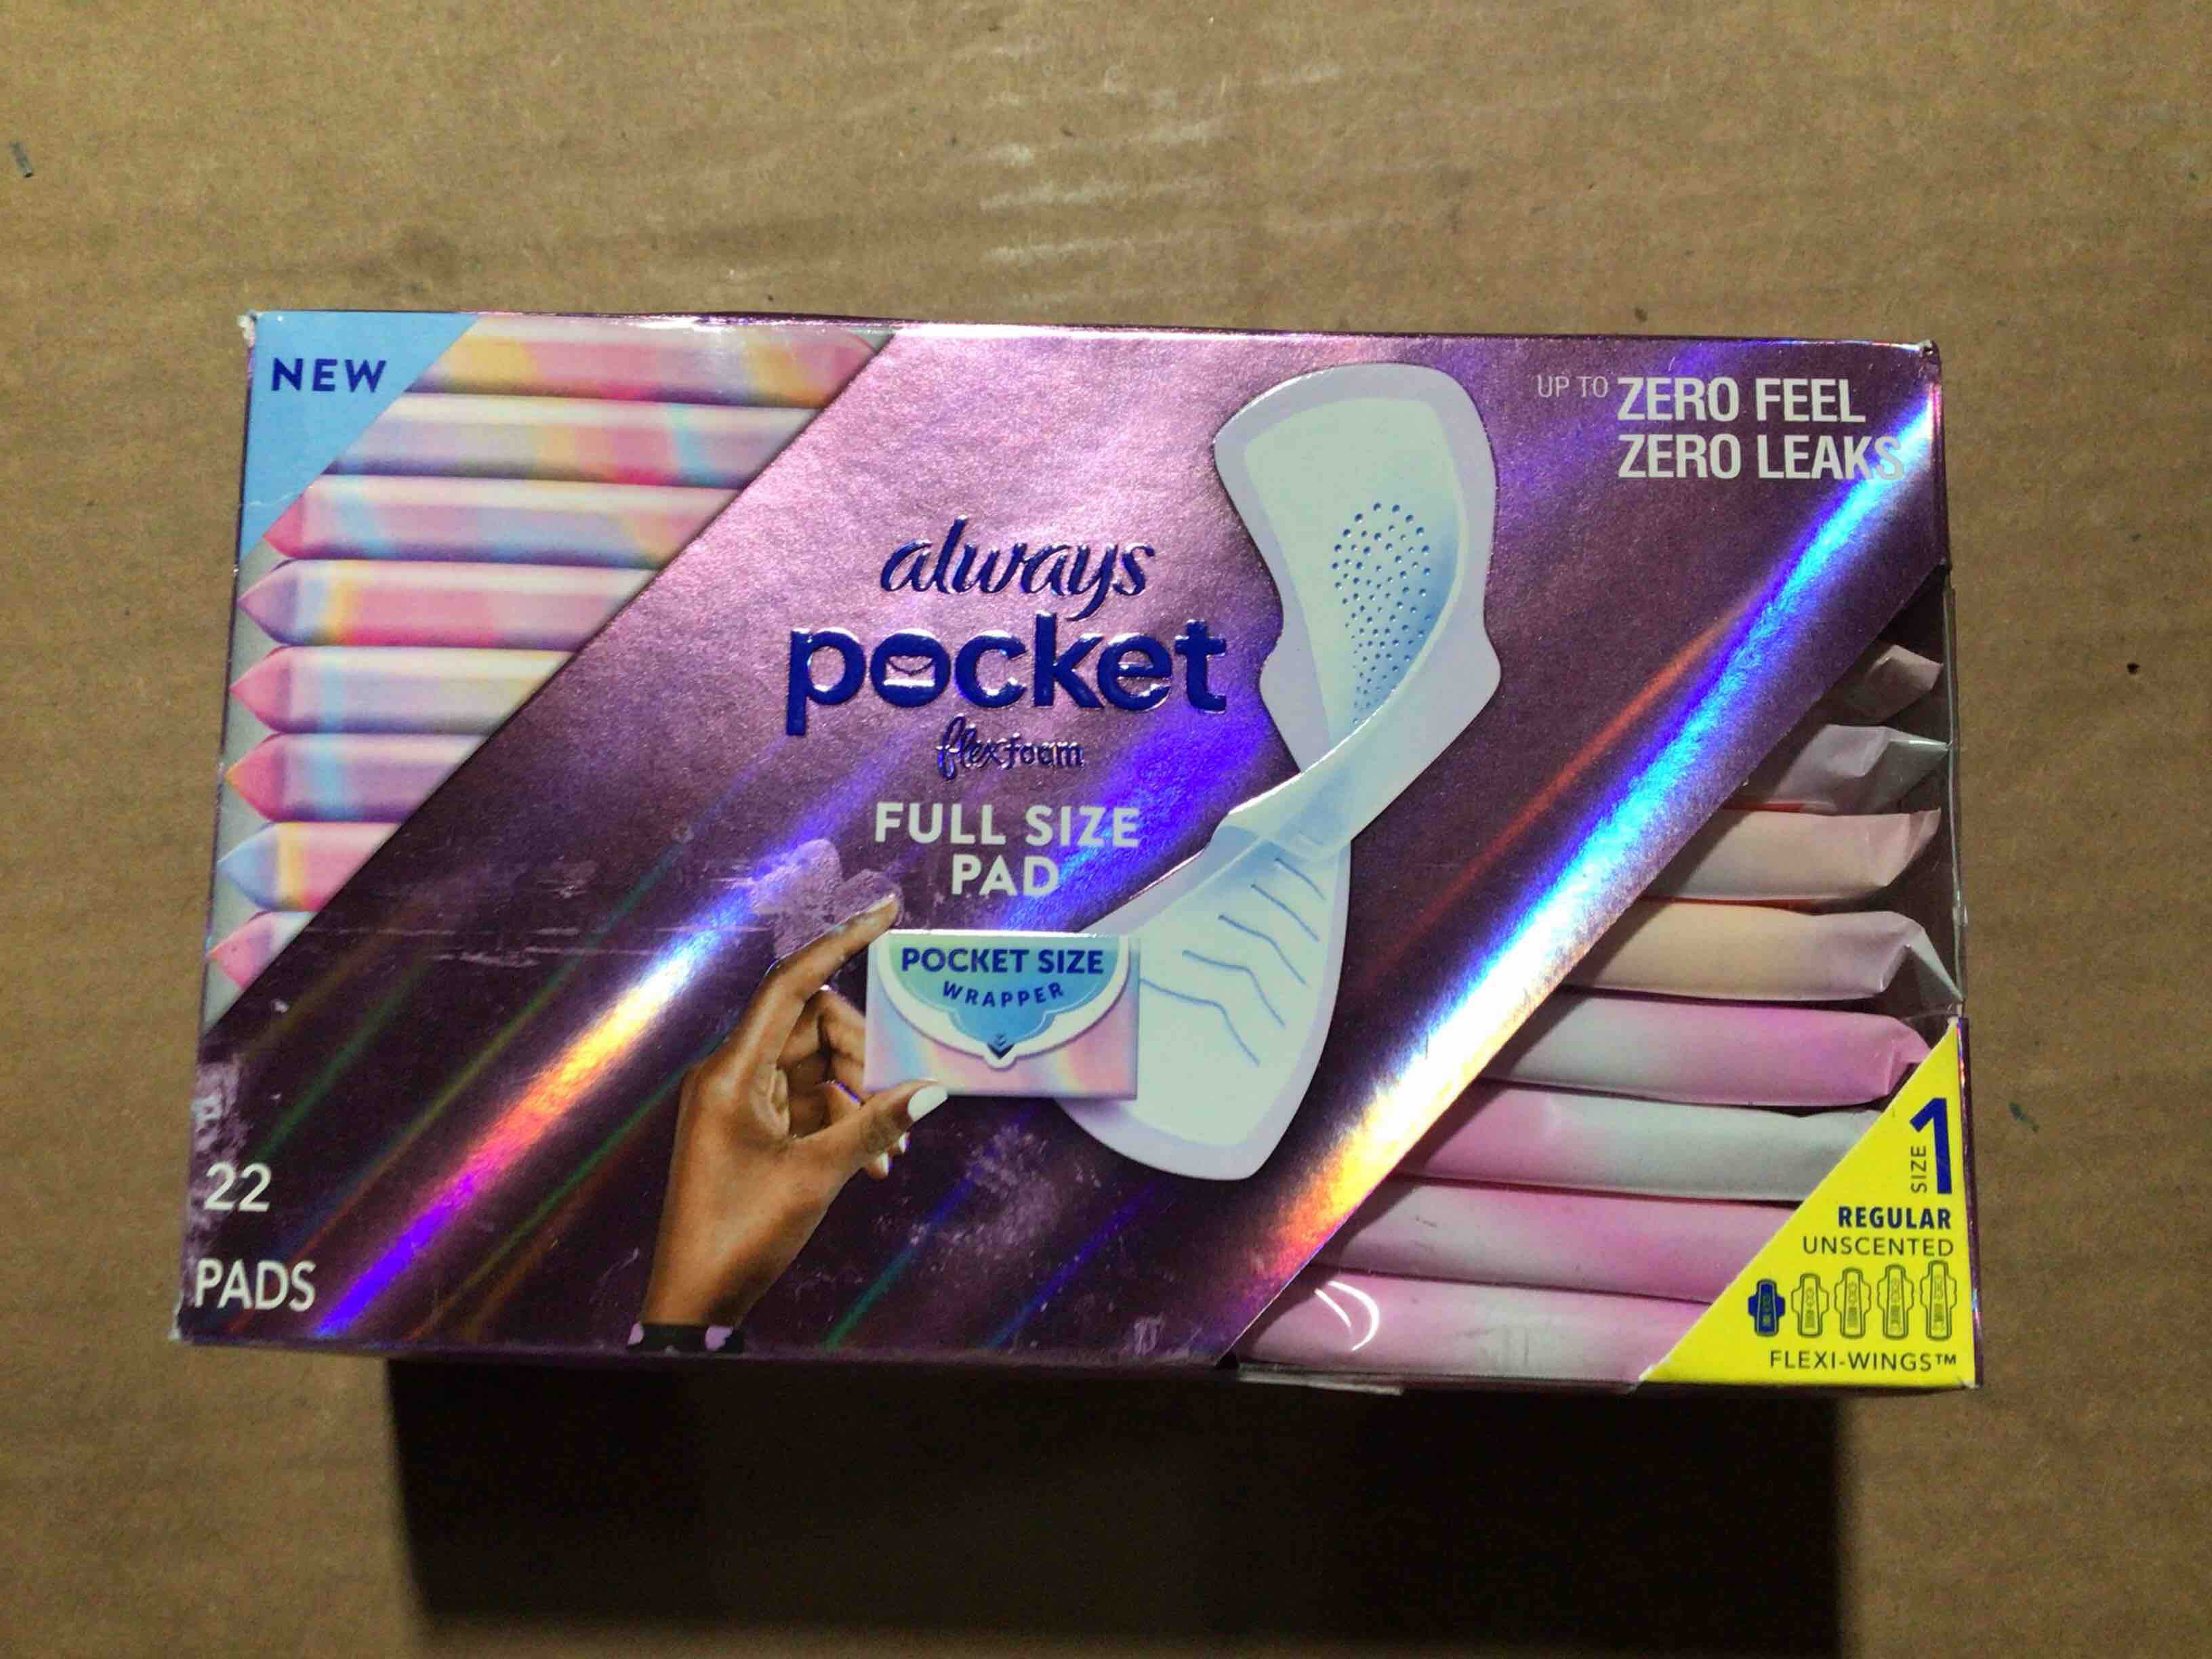 NEW
UP TO ZERO FEEL
ZERO LEAKS
always
pocket
flexfoam
FULL SIZE
PAD
POCKET SIZE
WRAPPER
22
PADS
SIZE 1
REGULAR
UNSCENTED
FLEXI-WINGS™